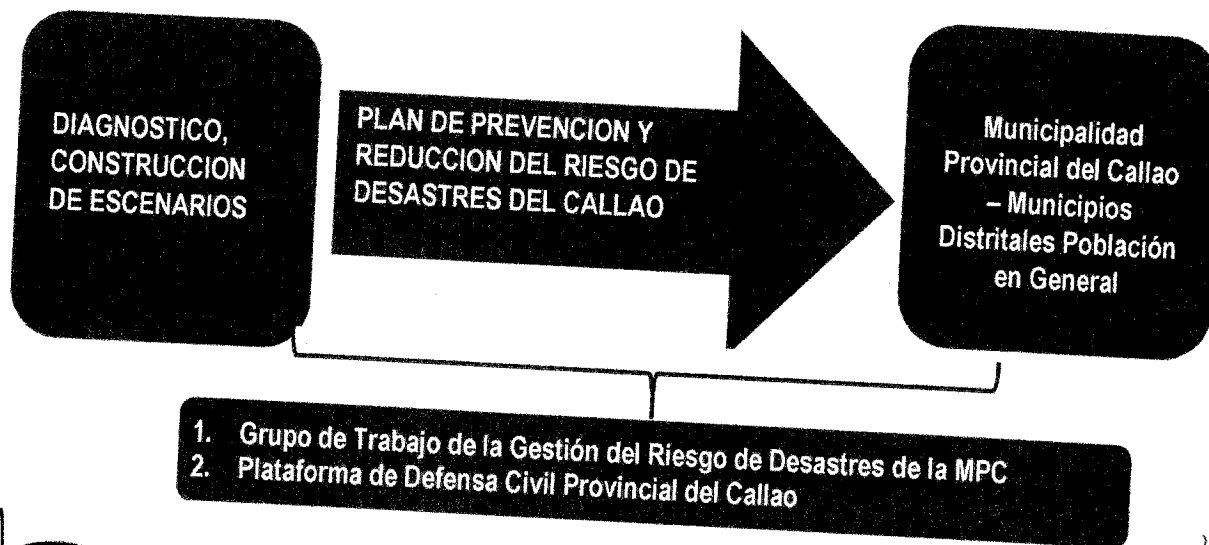 DIAGNOSTICO,
CONSTRUCCION
DE ESCENARIOS
PLAN DE PREVENCION Y
REDUCCION DEL RIESGO DE
DESASTRES DEL CALLAO
Municipalidad
Provincial del Callao
– Municipios
Distritales Población
en General
1. Grupo de Trabajo de la Gestión del Riesgo de Desastres de la MPC
2. Plataforma de Defensa Civil Provincial del Callao